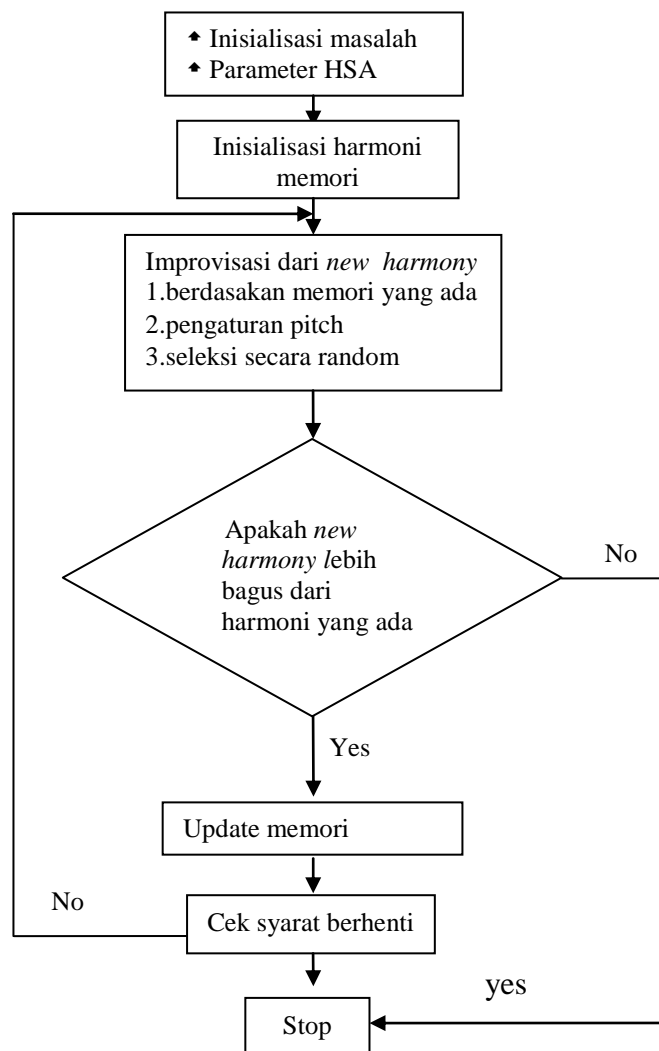 Inisialisasi masalah
Parameter HSA
Inisialisasi harmoni
memori
Improvisasi dari new harmony
1.berdasakan memori yang ada
2.pengaturan pitch
3.seleksi secara random
Apakah new
harmony lebih
bagus dari
harmoni yang ada
No
Yes
Update memori
No
Cek syarat berhenti
yes
Stop